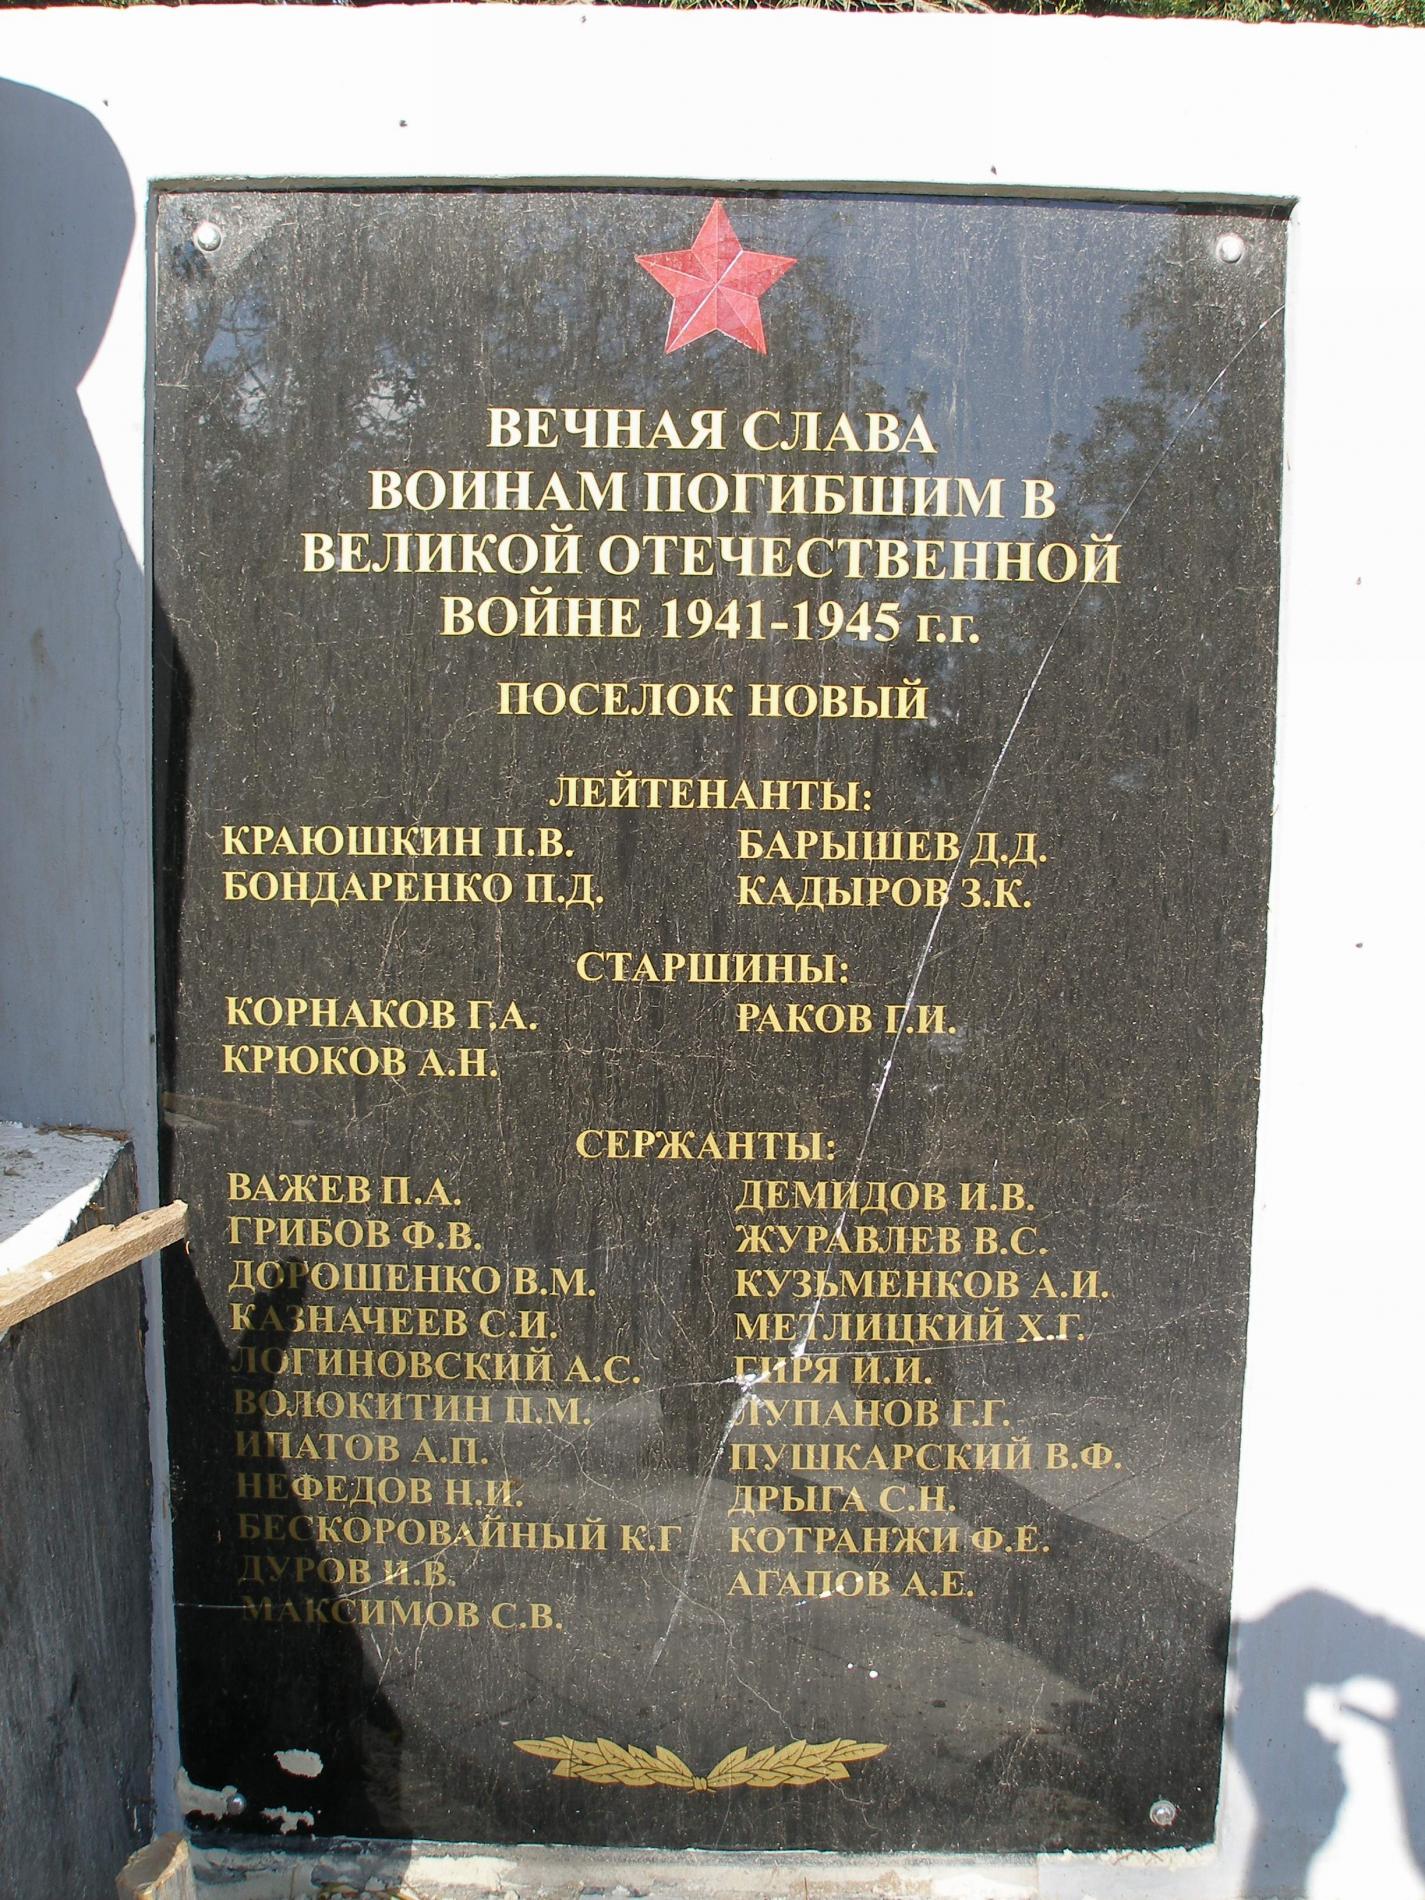 ВЕЧНАЯ СЛАВА
ВОИНАМ ПОГИБШИМ В
ВЕЛИКОЙ ОТЕЧЕСТВЕННОЙ
ВОЙНЕ 1941-1945 г.г.
ПОСЕЛОК НОВЫЙ
ЛЕЙТЕНАНТЫ:
КРАЮШКИН П.В. БАРЫШЕВ Д.Д.
БОНДАРЕНКО П.Д. КАДЫРОВ З.К.
СТАРШИНЫ:
КОРНАКОВ Г.А. РАКОВ Г.И.
КРЮКОВ А.Н.
СЕРЖАНТЫ:
ВАЖЕВ П.А. ДЕМИДОВ И.В.
ГРИБОВ Ф.В. ЖУРАВЛЕВ В.С.
ДОРОШЕНКО В.М. КУЗЬМЕНКОВ А.И.
КАЗНАЧЕЕВ С.И. МЕТЛИЦКИЙ Х.Г.
ЛОГИНОВСКИЙ А.С. ГИРЯ И.И.
ВОЛОКИТИН П.М. ЛУПАНОВ Г.Г.
ИПАТОВ А.П. ПУШКАРСКИЙ В.Ф.
НЕФЕДОВ Н.И. ДРЫГА С.Н.
БЕСКОРОВАЙНЫЙ К.Г КОТРАНЖИ Ф.Е.
ДУРОВ И.В. АГАПОВ А.Е.
МАКСИМОВ С.В.